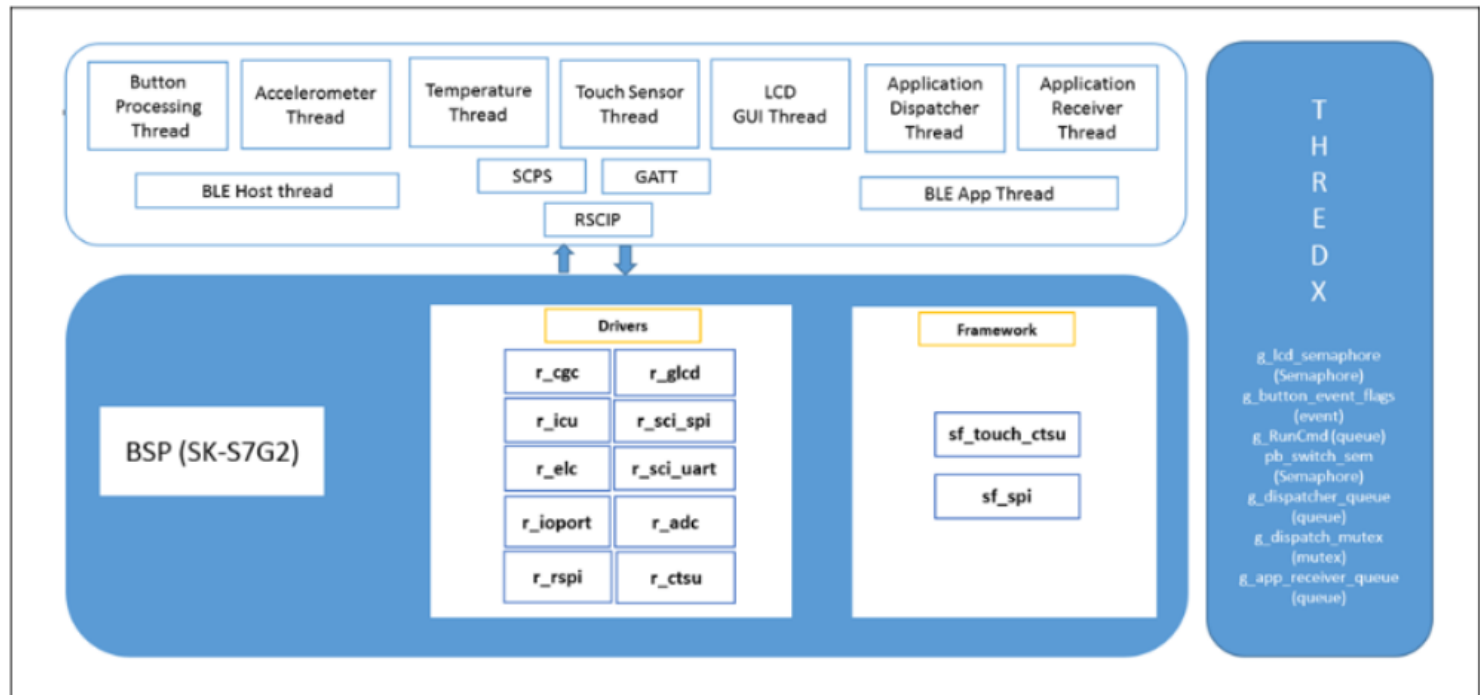 Button
Processing
Thread
Accelerometer
Thread
Temperature
Thread
Touch Sensor
Thread
LCD
GUI Thread
Application
Dispatcher
Thread
Application
Receiver
Thread
BLE Host thread
SCPS
GATT
BLE App Thread
RSCIP
BSP (SK-S7G2)
Drivers
r_cgc
r_glcd
r_icu
r_sci_spi
r_elc
r_sci_uart
r_ioport
r_adc
r_rspi
r_ctsu
Framework
sf_touch_ctsu
sf_spi
T
H
R
E
D
X
g_lcd_semaphore
(Semaphore)
g_button_event_flags
(event)
g_RunCmd (queue)
pb_switch_sem
(Semaphore)
g_dispatcher_queue
(queue)
g_dispatch_mutex
(mutex)
g_app_receiver_queue
(queue)